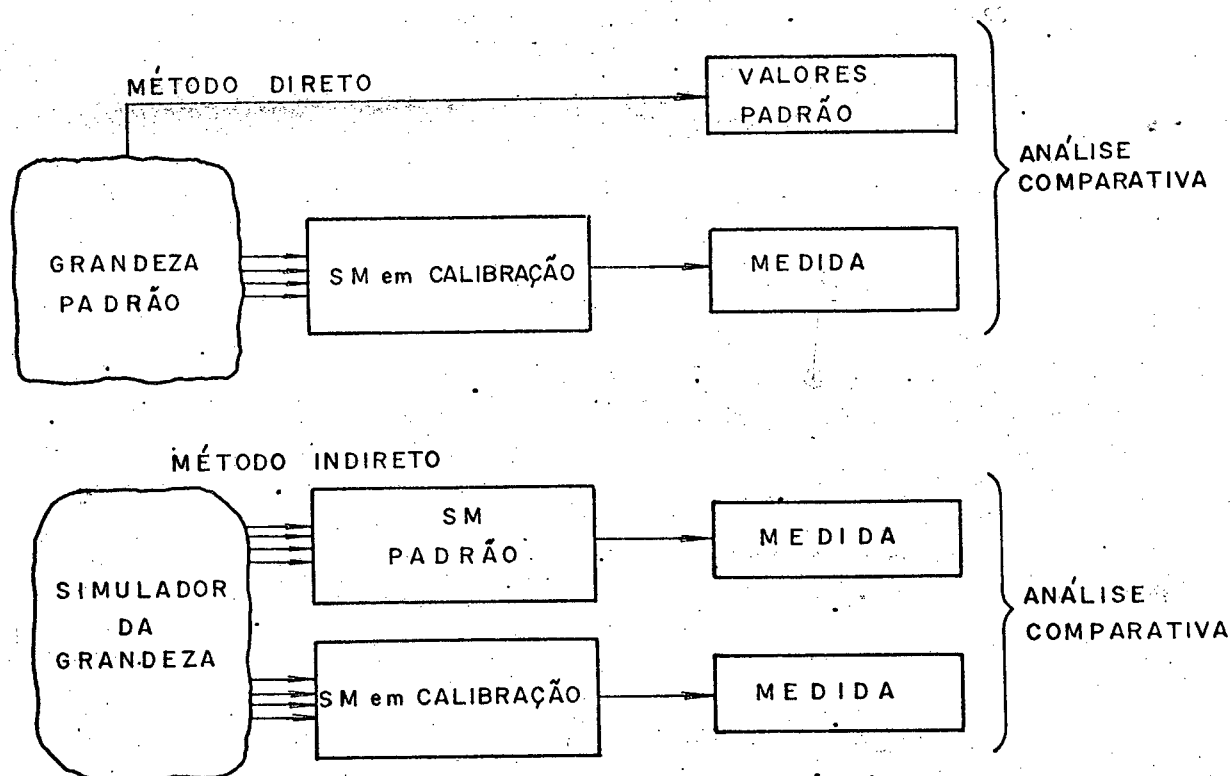 MÉTODO DIRETO
VALORES
PADRÃO
ANÁLISE
COMPARATIVA
GRANDEZA
PADRÃO
SM em CALIBRAÇÃO
MEDIDA
MÉTODO INDIRETO
SIMULADOR
DA
GRANDEZA
SM
PADRÃO
MEDIDA
SM em CALIBRAÇÃO
MEDIDA
ANÁLISE
COMPARATIVA